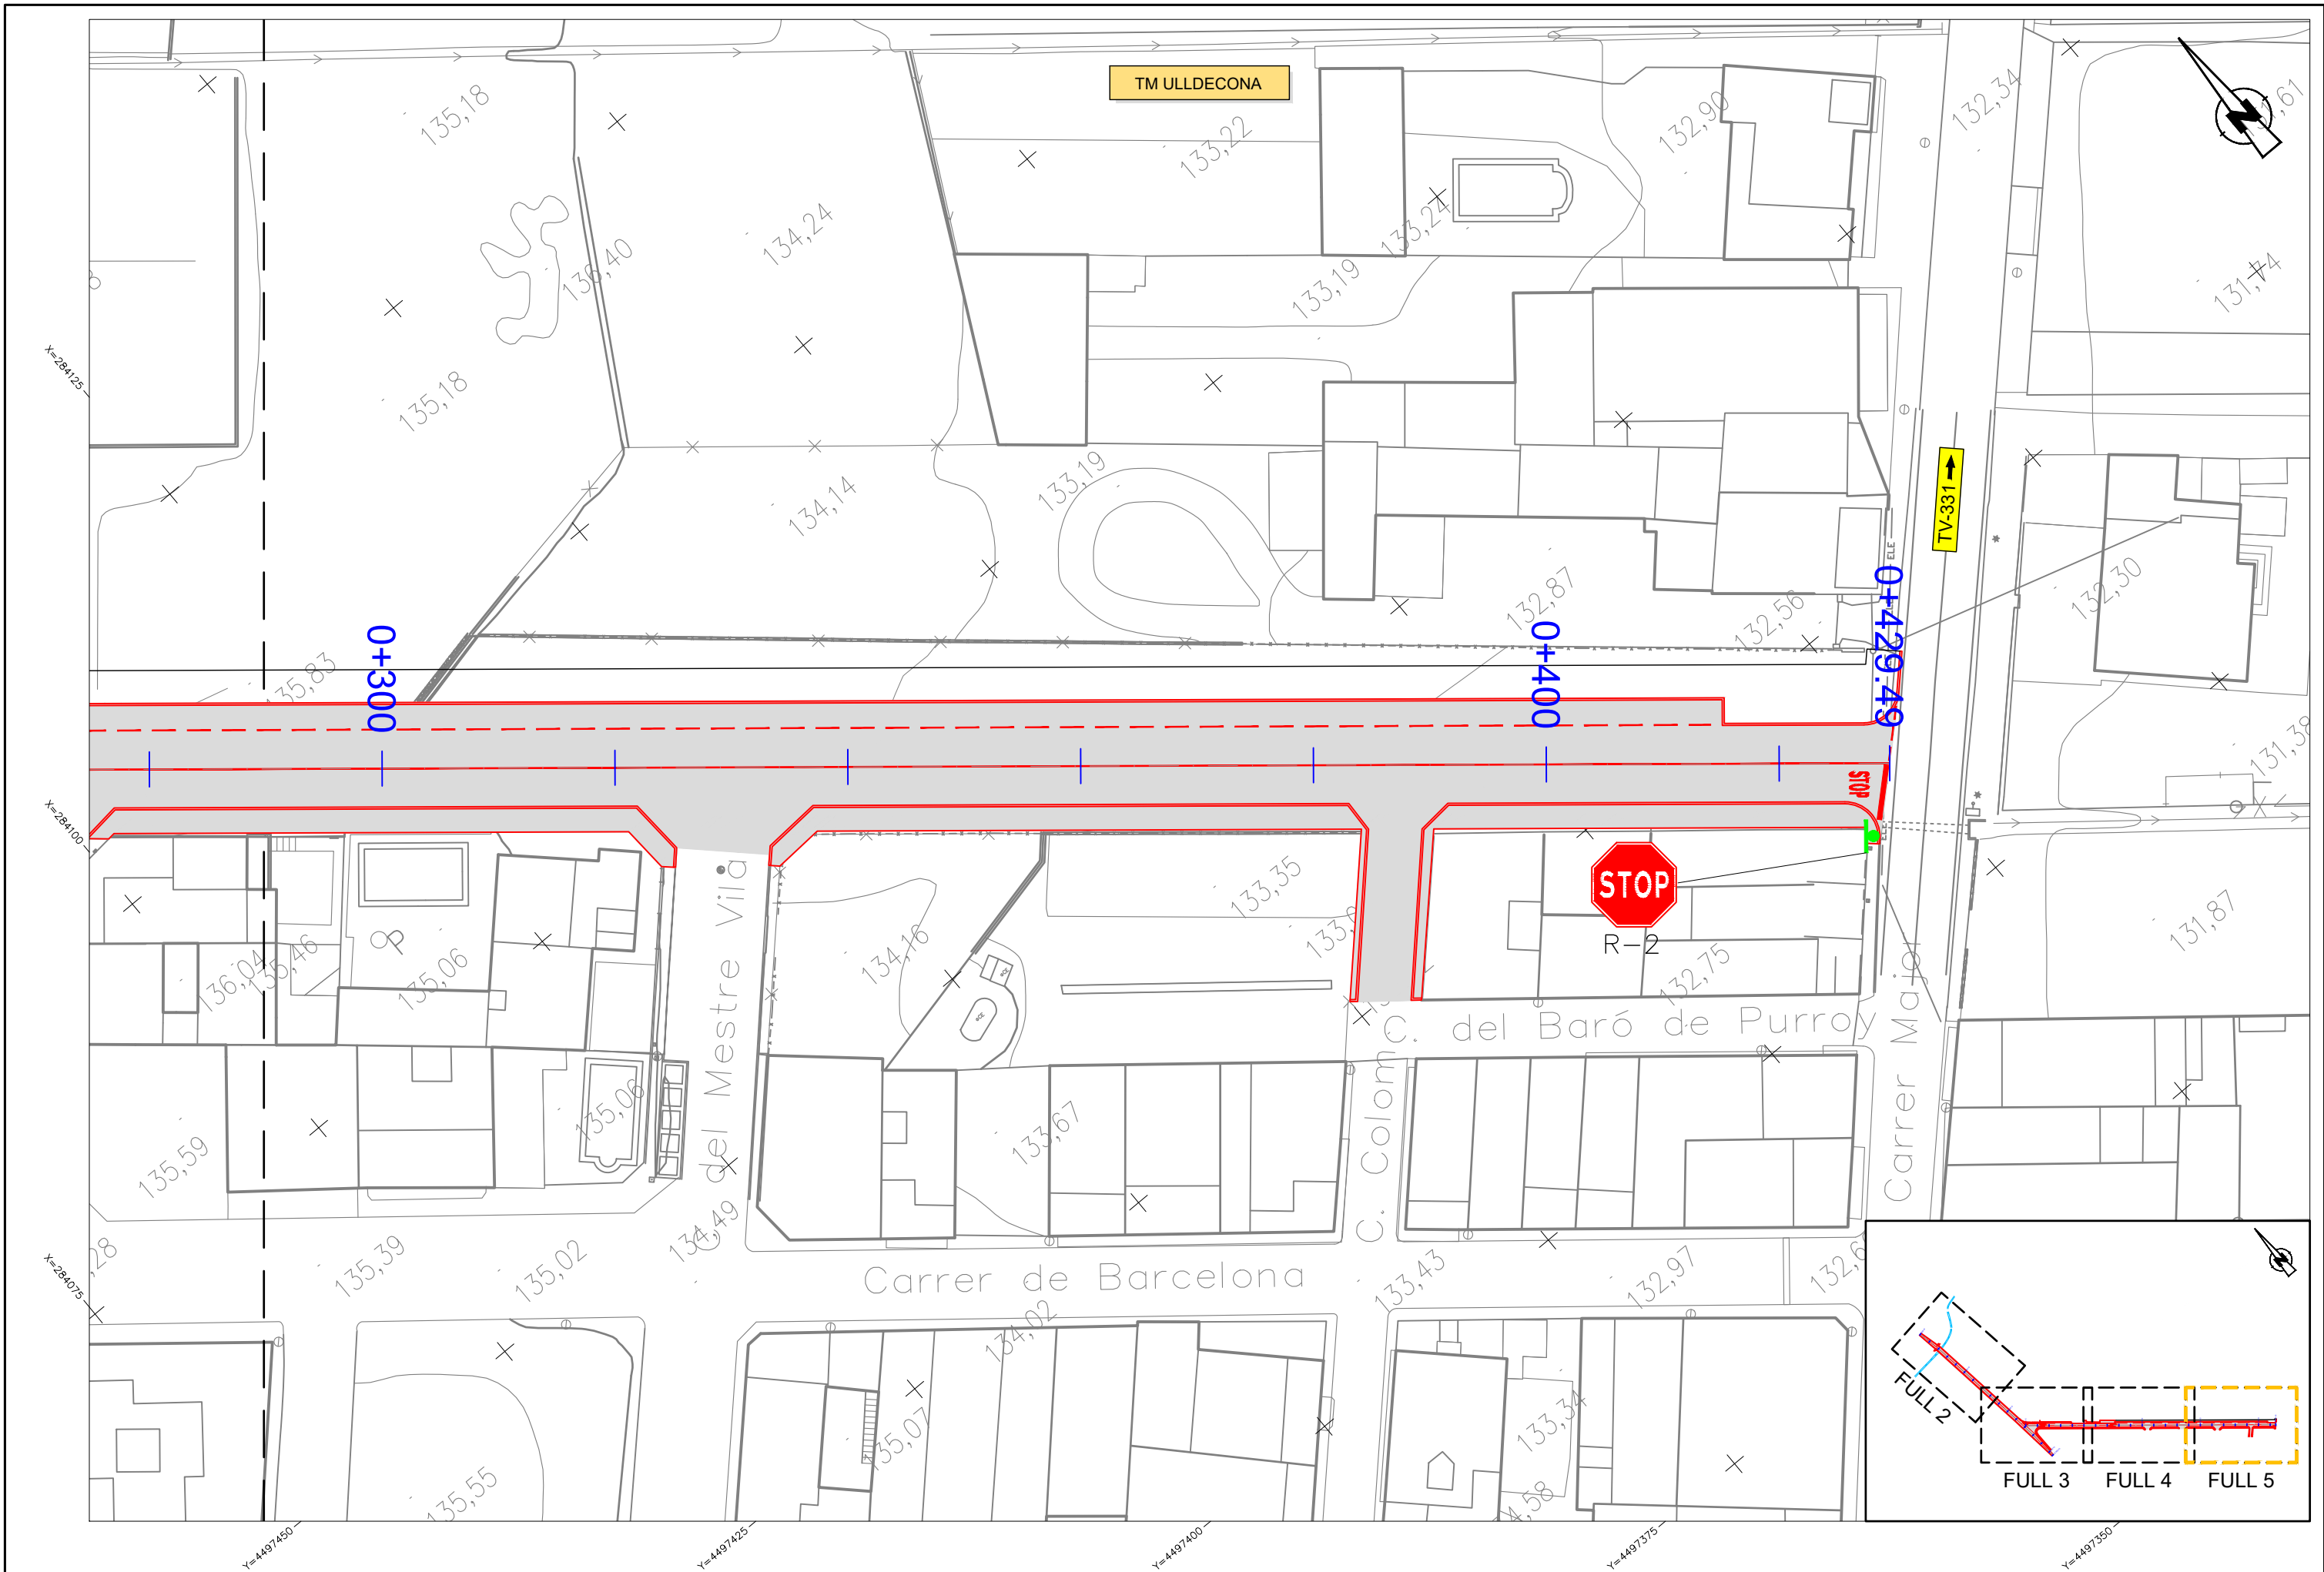 TM ULLDECONA
135,18
133,22
132,90
132,34
134,24
136,40
133,24
133,19
131,74
X=284125
135,18
134,14
133,19
TV-331
ELE
132,87
132,56
132,30
0+300
0+400
0+429.49
135,83
131,38
STOP
X=284100
STOP
R-2
133,35
134,16
136,04
135,46
135,06
P
132,75
131,87
C. del Baró de Purroy
C. Colom
del Mestre Vila
Carrer Major
135,06
133,67
135,59
134,49
X=284075
135,39
135,02
Carrer de Barcelona
133,43
132,97
134,02
133,34
135,07
135,55
FULL 2
FULL 3
FULL 4
FULL 5
Y=4497450
Y=4497425
Y=4497400
Y=4497375
Y=4497350